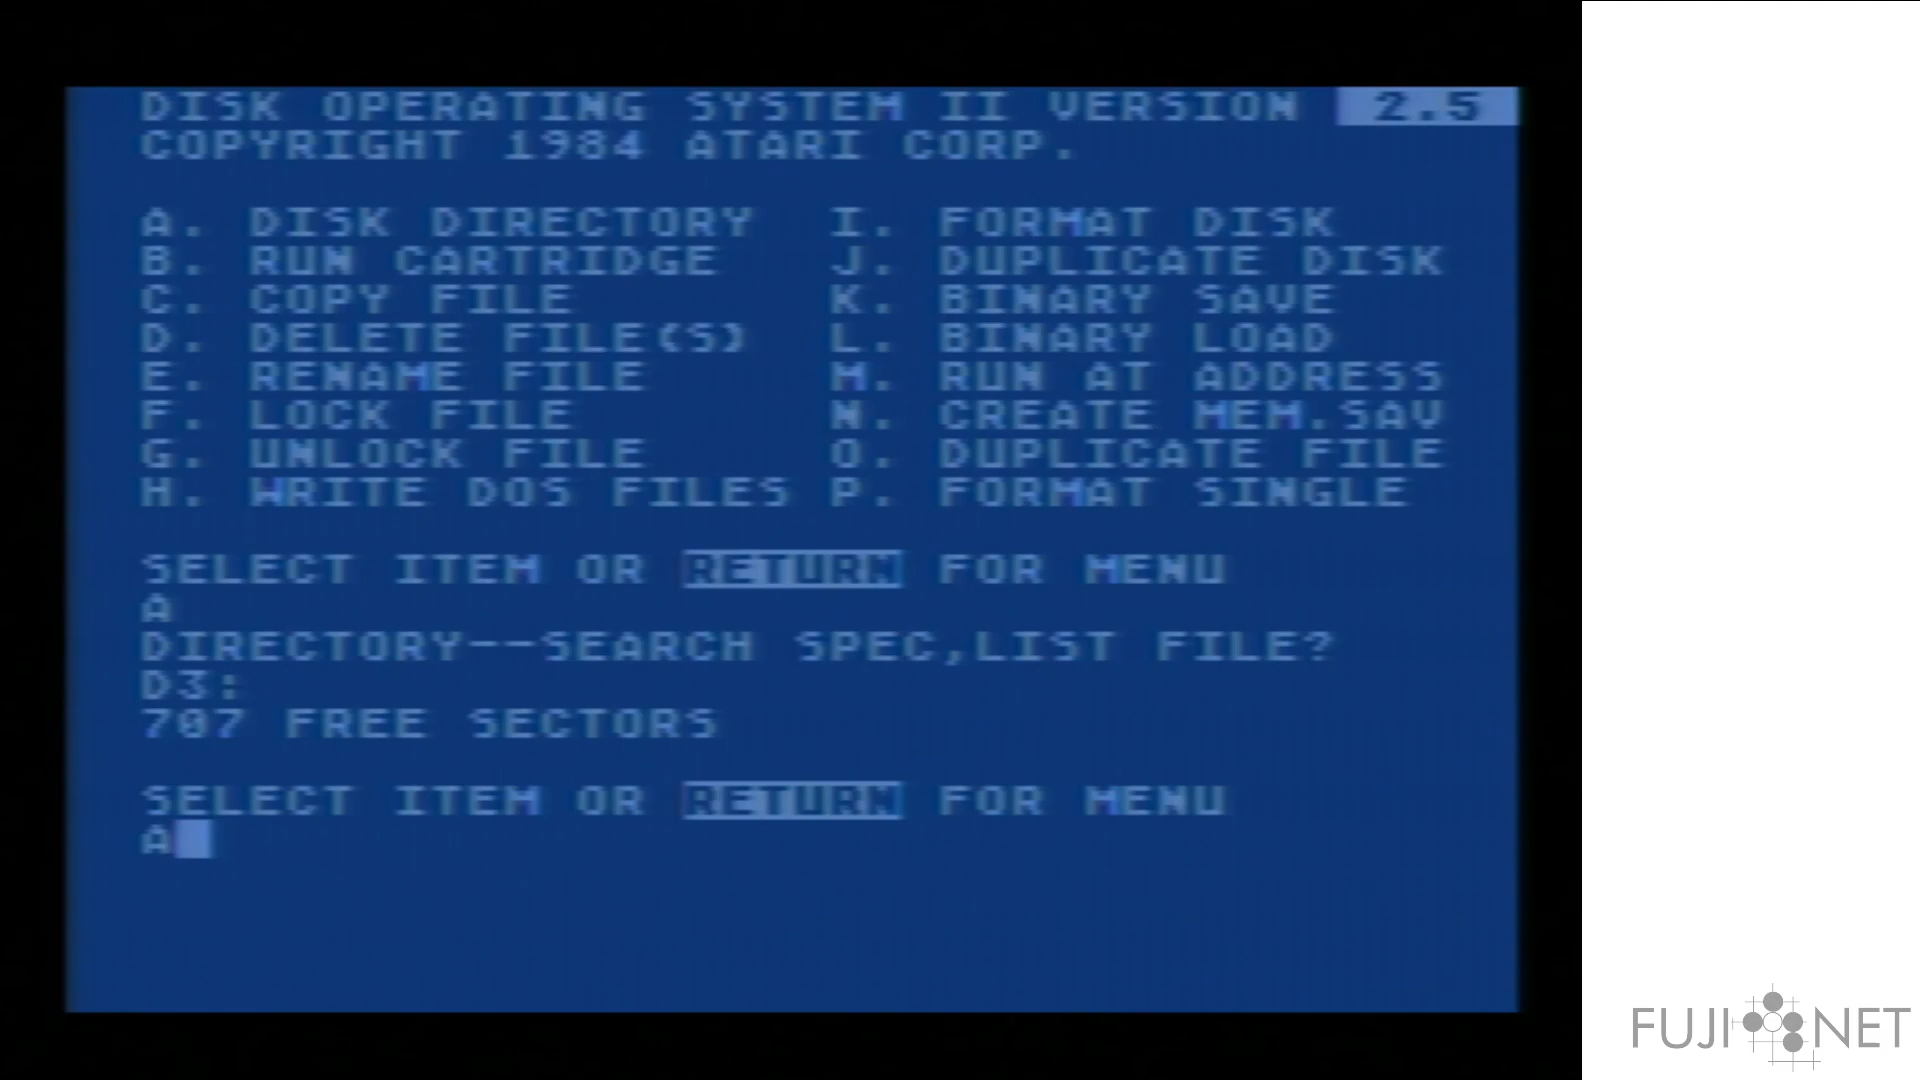 DISK OPERATING SYSTEM II VERSION 2.5
COPYRIGHT 1984 ATARI CORP.
A. DISK DIRECTORY I. FORMAT DISK
B. RUN CARTRIDGE J. DUPLICATE DISK
C. COPY FILE K. BINARY SAVE
D. DELETE FILE(S) L. BINARY LOAD
E. RENAME FILE M. RUN AT ADDRESS
F. LOCK FILE N. CREATE MEM.SAV
G. UNLOCK FILE O. DUPLICATE FILE
H. WRITE DOS FILES P. FORMAT SINGLE
SELECT ITEM OR RETURN FOR MENU
A
DIRECTORY--SEARCH SPEC,LIST FILE?
D3:
707 FREE SECTORS
SELECT ITEM OR RETURN FOR MENU
A
FUJINET